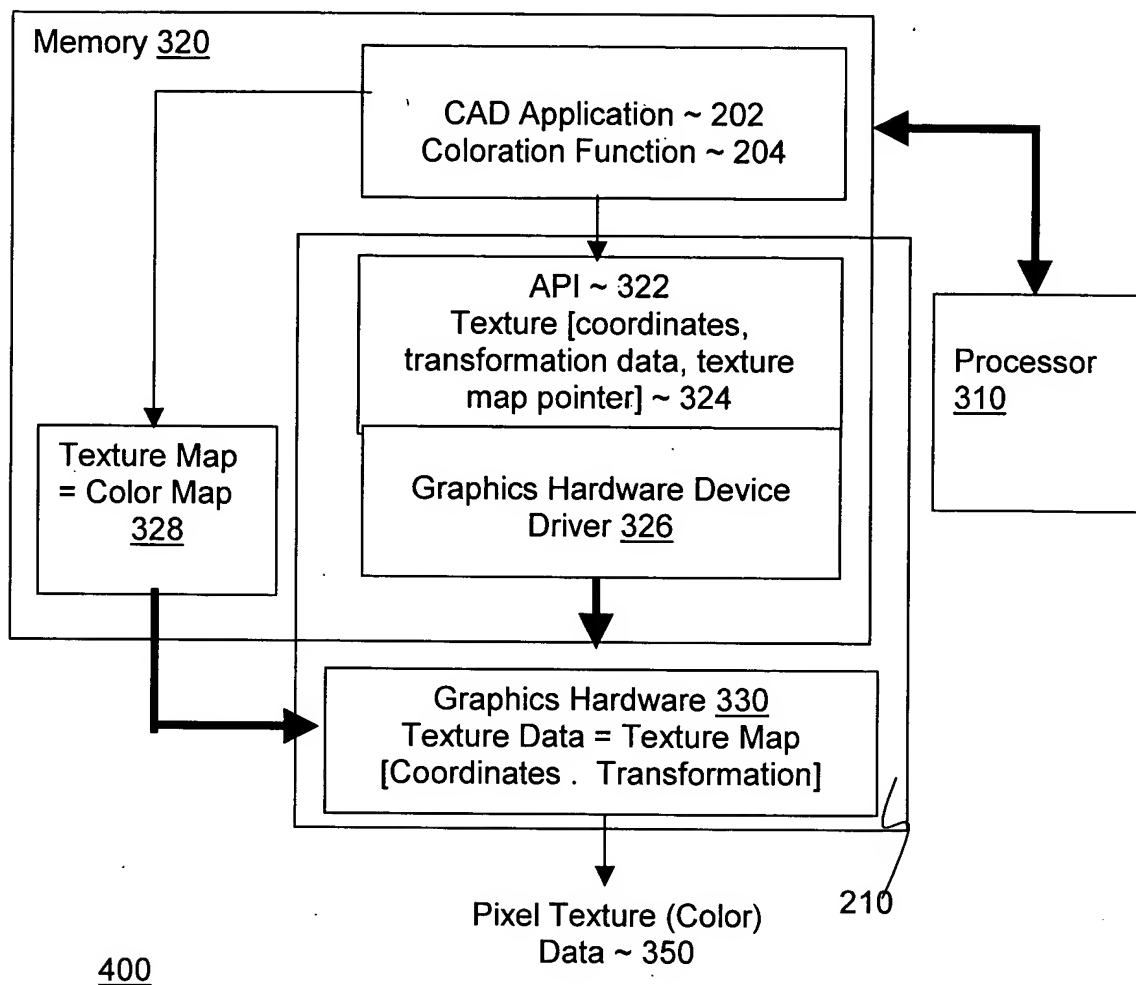 Memory 320
CAD Application ~ 202
Coloration Function ~ 204
API ~ 322
Texture [coordinates,
transformation data, texture
map pointer] ~ 324
Processor
310
Texture Map
= Color Map
328
Graphics Hardware Device
Driver 326
Graphics Hardware 330
Texture Data = Texture Map
[Coordinates . Transformation]
210
Pixel Texture (Color)
Data ~ 350
400